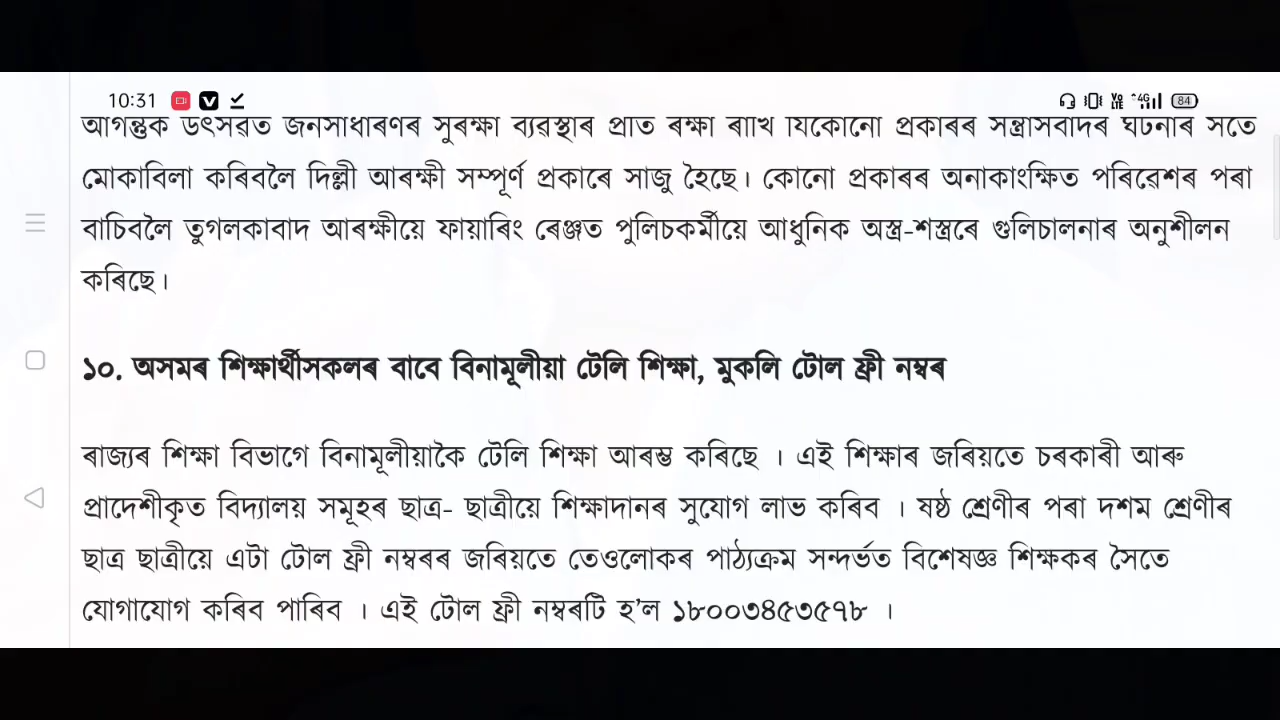 10:31
4G 84
আগন্তুক উৎসৱত জনসাধাৰণৰ সুৰক্ষা ব্যৱস্থাৰ প্ৰতি ৰক্ষা ৰাখি যিকোনো প্ৰকাৰৰ সন্ত্ৰাসবাদৰ ঘটনাৰ সতে
মোকাবিলা কৰিবলৈ দিল্লী আৰক্ষী সম্পূৰ্ণ প্ৰকাৰে সাজু হৈছে। কোনো প্ৰকাৰৰ অনাকাংক্ষিত পৰিৱেশৰ পৰা
বাচিবলৈ তুগলকাবাদ আৰক্ষীয়ে ফায়াৰিং ৰেঞ্জত পুলিচকৰ্মীয়ে আধুনিক অস্ত্ৰ-শস্ত্ৰৰে গুলিচালনাৰ অনুশীলন
কৰিছে।
১০. অসমৰ শিক্ষাৰ্থীসকলৰ বাবে বিনামূলীয়া টেলি শিক্ষা, মুকলি টোল ফ্ৰী নম্বৰ
ৰাজ্যৰ শিক্ষা বিভাগে বিনামূলীয়াকৈ টেলি শিক্ষা আৰম্ভ কৰিছে । এই শিক্ষাৰ জৰিয়তে চৰকাৰী আৰু
প্ৰাদেশীকৃত বিদ্যালয় সমূহৰ ছাত্ৰ- ছাত্ৰীয়ে শিক্ষাদানৰ সুযোগ লাভ কৰিব । ষষ্ঠ শ্ৰেণীৰ পৰা দশম শ্ৰেণীৰ
ছাত্ৰ ছাত্ৰীয়ে এটা টোল ফ্ৰী নম্বৰৰ জৰিয়তে তেওলোকৰ পাঠ্যক্ৰম সন্দৰ্ভত বিশেষজ্ঞ শিক্ষকৰ সৈতে
যোগাযোগ কৰিব পাৰিব । এই টোল ফ্ৰী নম্বৰটি হ'ল ১৮০০৩৪৫৩৫৭৮ ।